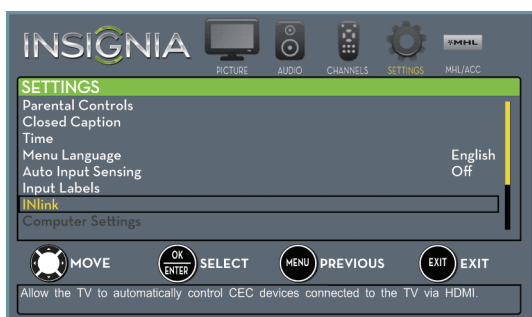 INSIGNIA
PICTURE AUDIO CHANNELS SETTINGS MHL/ACC
MHL
SETTINGS
Parental Controls
Closed Caption
Time
Menu Language English
Auto Input Sensing Off
Input Labels
INlink
Computer Settings
MOVE OK ENTER SELECT MENU PREVIOUS EXIT EXIT
Allow the TV to automatically control CEC devices connected to the TV via HDMI.